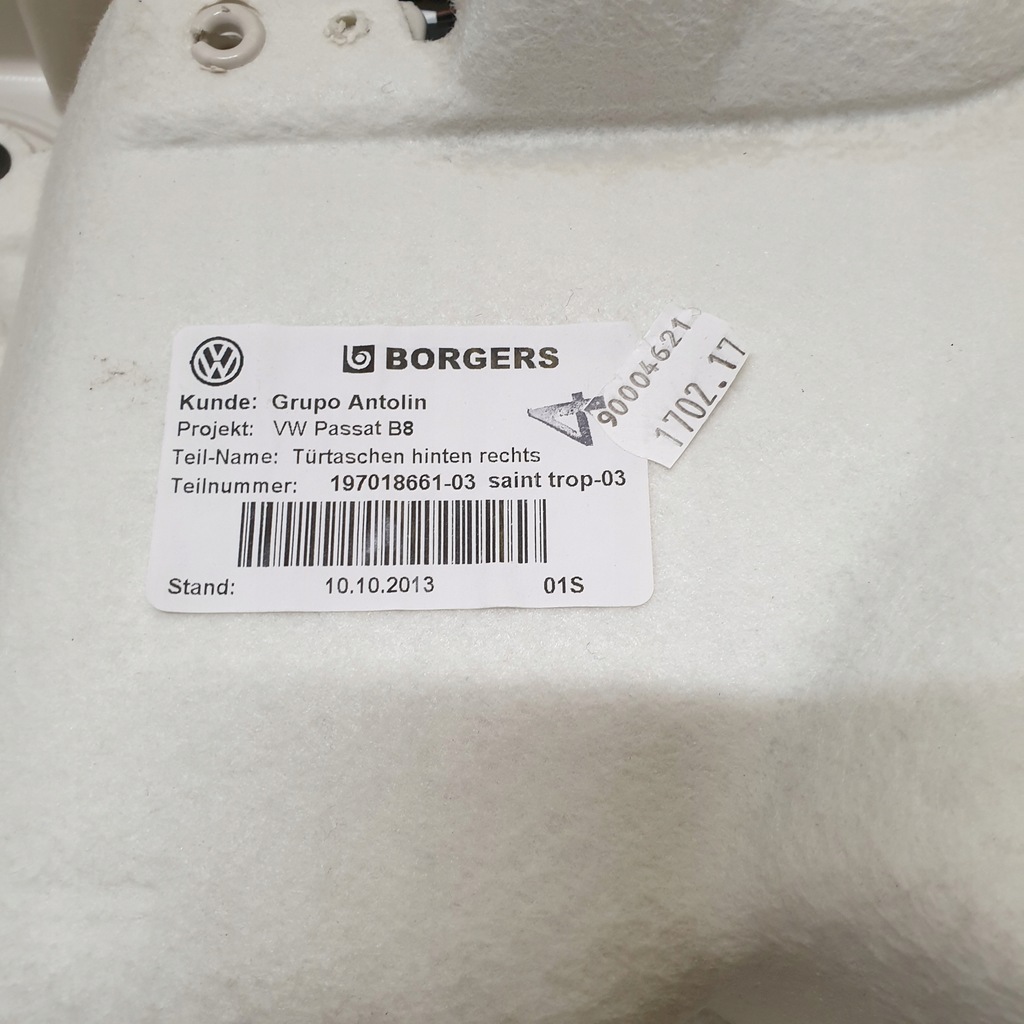 BORGERS
Kunde: Grupo Antolin
Projekt: VW Passat B8
Teil-Name: Türtaschen hinten rechts
Teilnummer: 197018661-03 saint trop-03
Stand: 10.10.2013 01S
90004621
1702.17